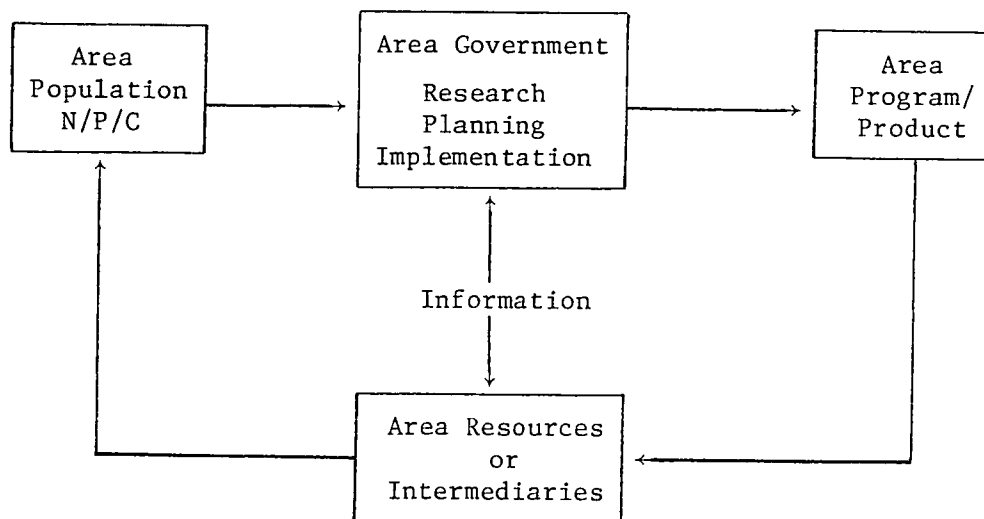 Area
Population
N/P/C
Area Government
Research
Planning
Implementation
Area
Program/
Product
Information
Area Resources
or
Intermediaries